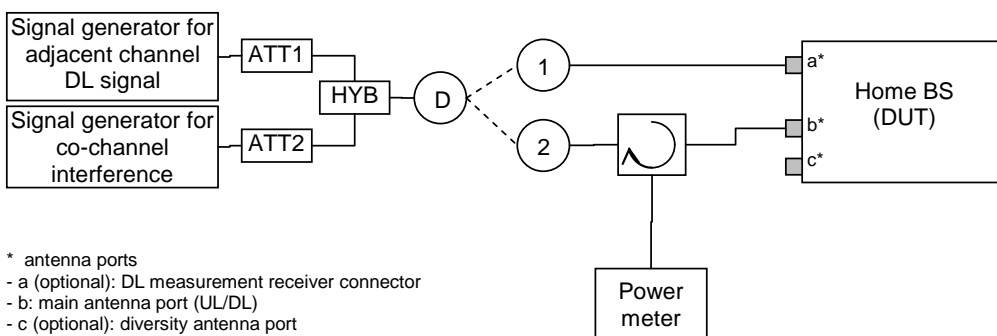 Signal generator for
adjacent channel
DL signal
ATT1
HYB
D
1
2
a*
b*
c*
Home BS
(DUT)
Signal generator for
co-channel
interference
ATT2
Power
meter
* antenna ports
- a (optional): DL measurement receiver connector
- b: main antenna port (UL/DL)
- c (optional): diversity antenna port